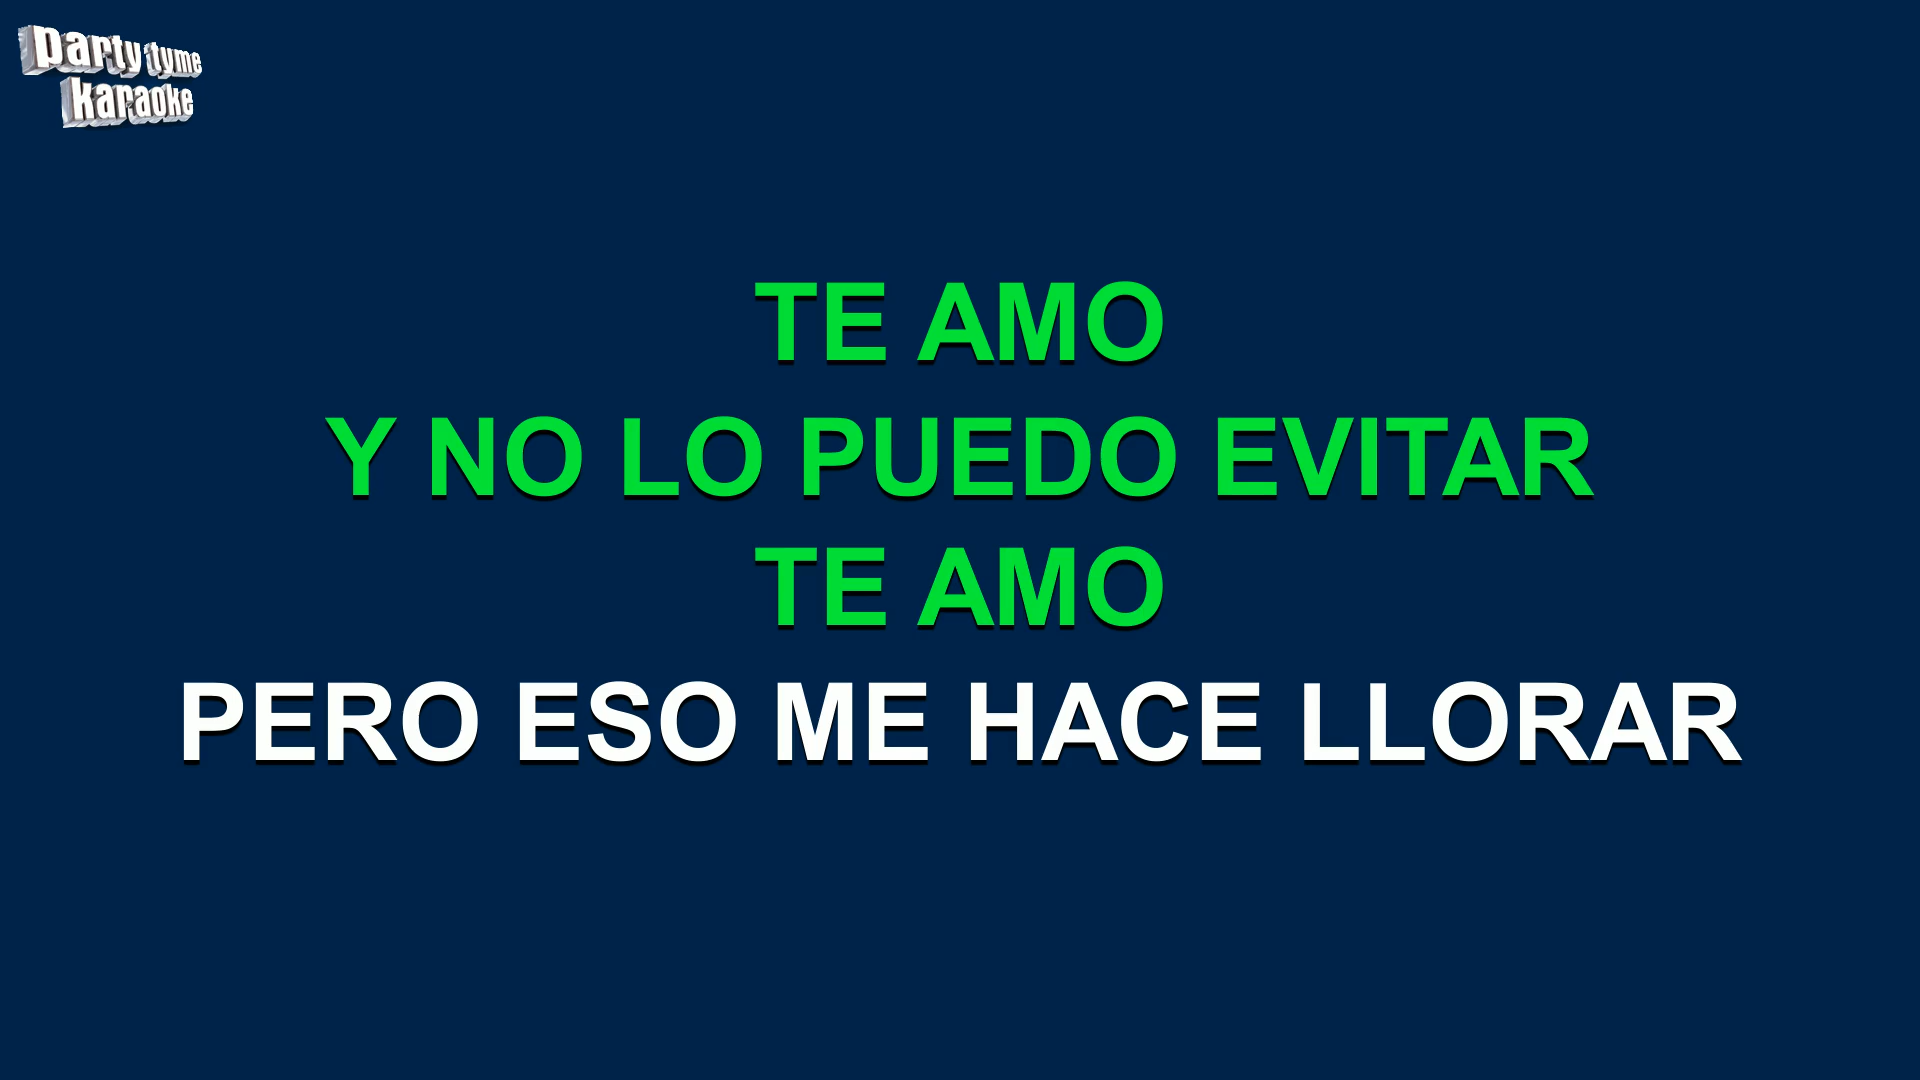 party tyme
karaoke
TE AMO
Y NO LO PUEDO EVITAR
TE AMO
PERO ESO ME HACE LLORAR